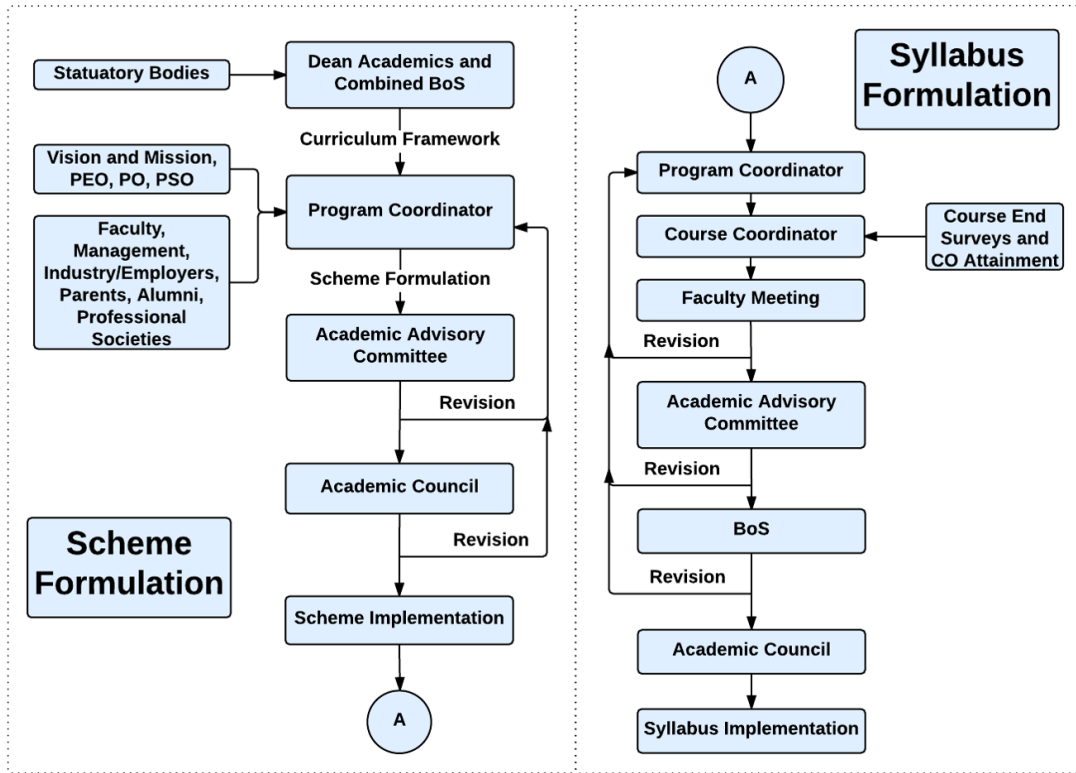 Statuatory Bodies
Dean Academics and
Combined BoS
Curriculum Framework
Vision and Mission,
PEO, PO, PSO
Program Coordinator
Faculty,
Management,
Industry/Employers,
Parents, Alumni,
Professional
Societies
Scheme Formulation
Academic Advisory
Committee
Revision
Academic Council
Revision
Scheme
Formulation
Scheme Implementation
A
Syllabus
Formulation
A
Program Coordinator
Course Coordinator
Course End
Surveys and
CO Attainment
Faculty Meeting
Revision
Academic Advisory
Committee
Revision
BoS
Revision
Academic Council
Syllabus Implementation